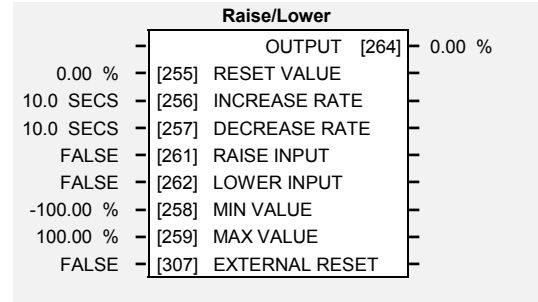 Raise/Lower
OUTPUT [264] 0.00 %
0.00 % [255] RESET VALUE
10.0 SECS [256] INCREASE RATE
10.0 SECS [257] DECREASE RATE
FALSE [261] RAISE INPUT
FALSE [262] LOWER INPUT
-100.00 % [258] MIN VALUE
100.00 % [259] MAX VALUE
FALSE [307] EXTERNAL RESET